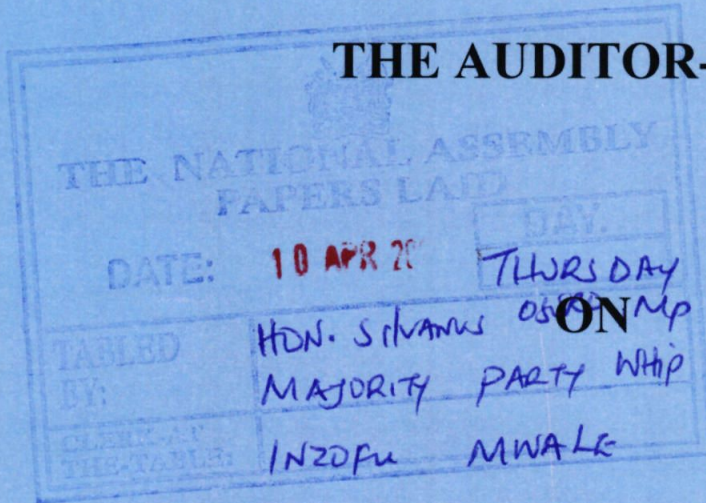 THE AUDITOR-
THE NATIONAL ASSEMBLY
PAPERS LAID
DAY.
DATE: 10 APR 20 THURSDAY
ON
TABLED BY: HON. SILVANUS MP
MAJORITY PARTY WHIP
CLERK-AT THE-TABLE: INZOFU MWALE